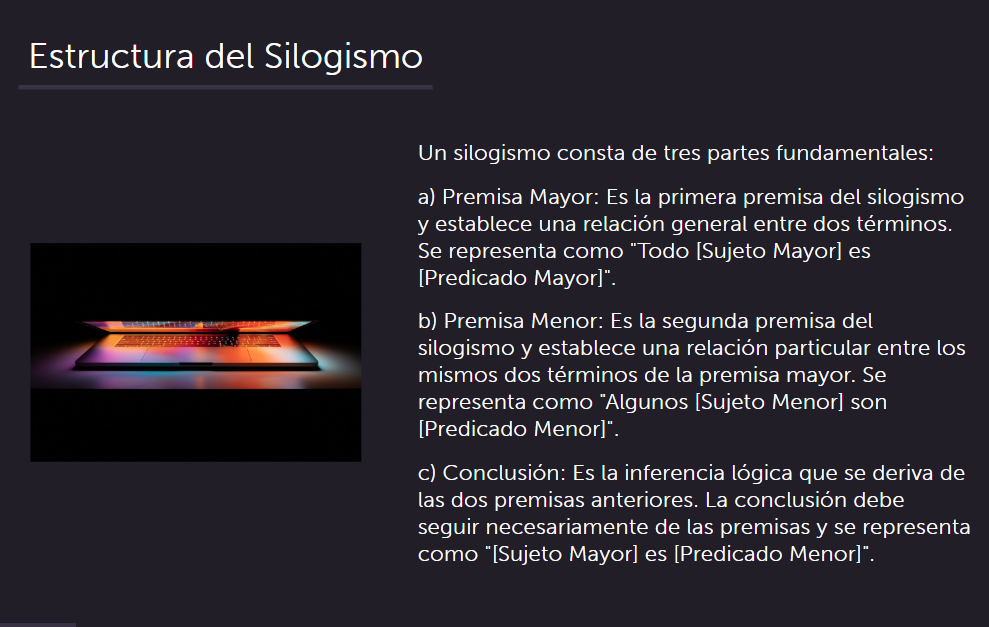 Estructura del Silogismo
Un silogismo consta de tres partes fundamentales:
a) Premisa Mayor: Es la primera premisa del silogismo
y establece una relación general entre dos términos.
Se representa como "Todo [Sujeto Mayor] es
[Predicado Mayor]".
b) Premisa Menor: Es la segunda premisa del
silogismo y establece una relación particular entre los
mismos dos términos de la premisa mayor. Se
representa como "Algunos [Sujeto Menor] son
[Predicado Menor]".
c) Conclusión: Es la inferencia lógica que se deriva de
las dos premisas anteriores. La conclusión debe
seguir necesariamente de las premisas y se representa
como "[Sujeto Mayor] es [Predicado Menor]".